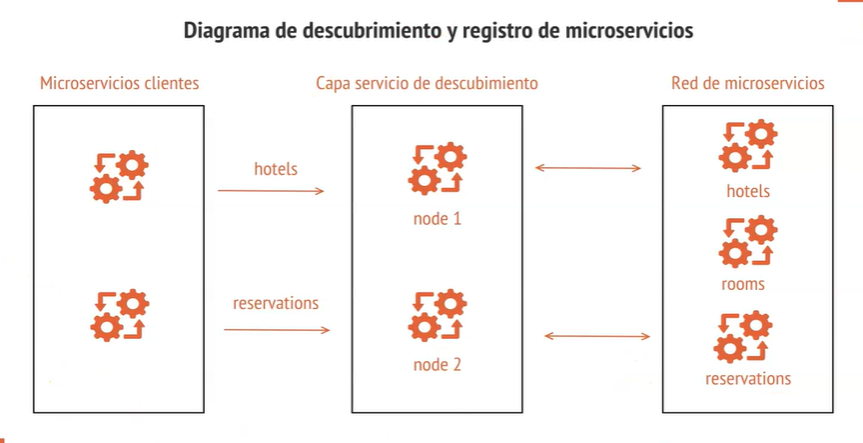 Diagrama de descubrimiento y registro de microservicios
Microservicios clientes
Capa servicio de descubimiento
Red de microservicios
hotels
node 1
hotels
rooms
reservations
node 2
reservations